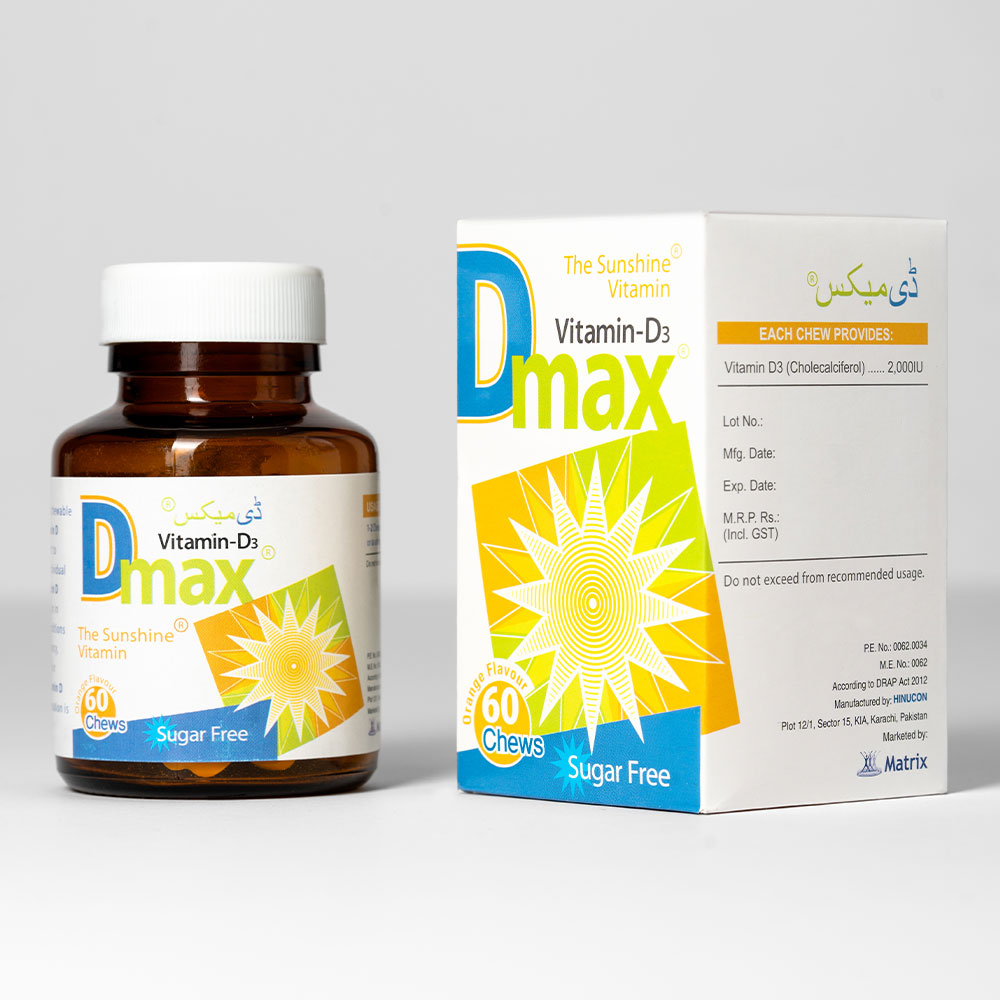 ڈی میکس®
Vitamin-D3
Dmax®
The Sunshine®
Vitamin
Orange Flavour
60
Chews
Sugar Free
The Sunshine®
Vitamin
Vitamin-D3
Dmax®
Orange Flavour
60
Chews
Sugar Free
ڈی میکس®
EACH CHEW PROVIDES:
Vitamin D3 (Cholecalciferol) ...... 2,000IU
Lot No.:
Mfg. Date:
Exp. Date:
M.R.P. Rs.:
(Incl. GST)
Do not exceed from recommended usage.
P.E. No.: 0062.0034
M.E. No.: 0062
According to DRAP Act 2012
Manufactured by: HINUCON
Plot 12/1, Sector 15, KIA, Karachi, Pakistan
Marketed by:
Matrix